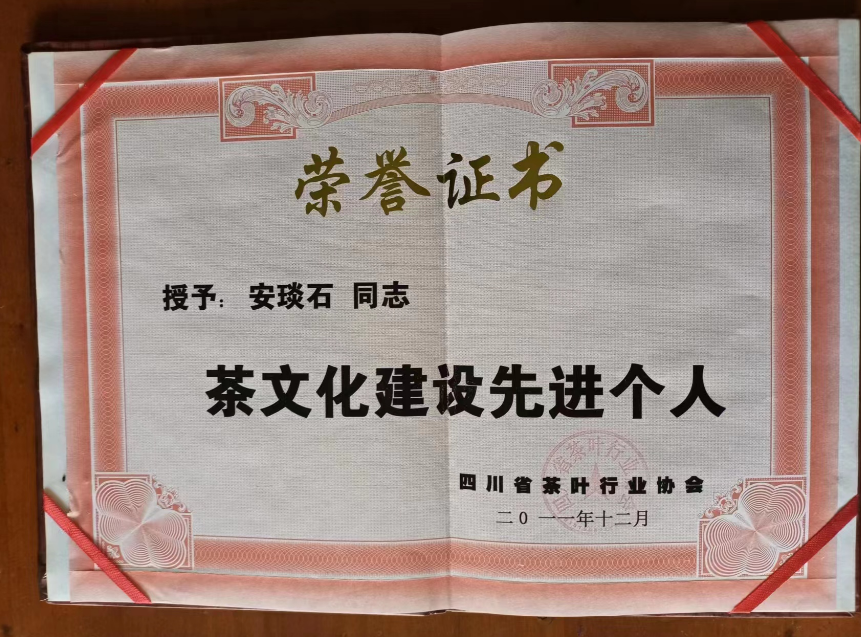 荣誉证书
授予：安琰石 同志
茶文化建设先进个人
四川省茶叶行业协会
二0一一年十二月